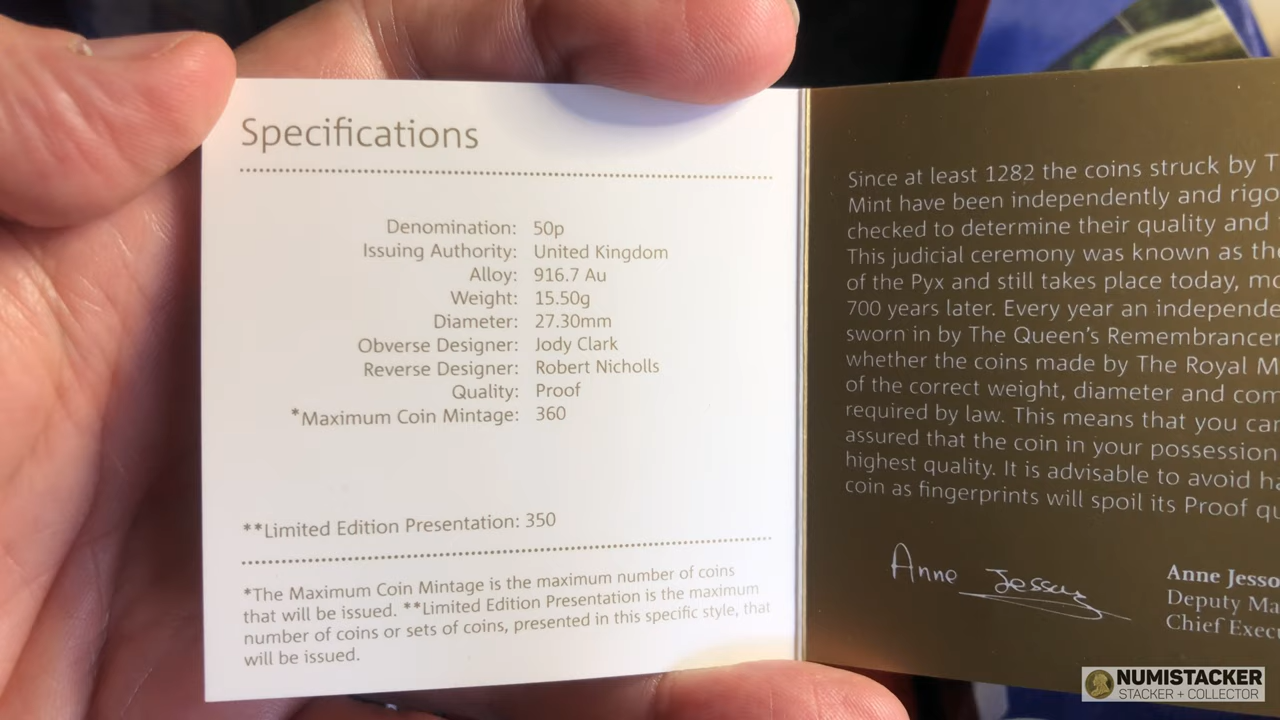 Specifications
Denomination: 50p
Issuing Authority: United Kingdom
Alloy: 916.7 Au
Weight: 15.50g
Diameter: 27.30mm
Obverse Designer: Jody Clark
Reverse Designer: Robert Nicholls
Quality: Proof
*Maximum Coin Mintage: 360
**Limited Edition Presentation: 350
*The Maximum Coin Mintage is the maximum number of coins
that will be issued. **Limited Edition Presentation is the maximum
number of coins or sets of coins, presented in this specific style, that
will be issued.
Since at least 1282 the coins struck by
Mint have been independently and
checked to determine their quality and
This judicial ceremony was known as
of the Pyx and still takes place today,
700 years later. Every year an
sworn in by The Queen's Remembrancer
whether the coins made by The Royal
of the correct weight, diameter and
required by law. This means that you
assured that the coin in your possession
highest quality. It is advisable to avoid
coin as fingerprints will spoil its Proof
Anne
Anne
Deputy
Chief
NUMISTACKER
STACKER + COLLECTOR